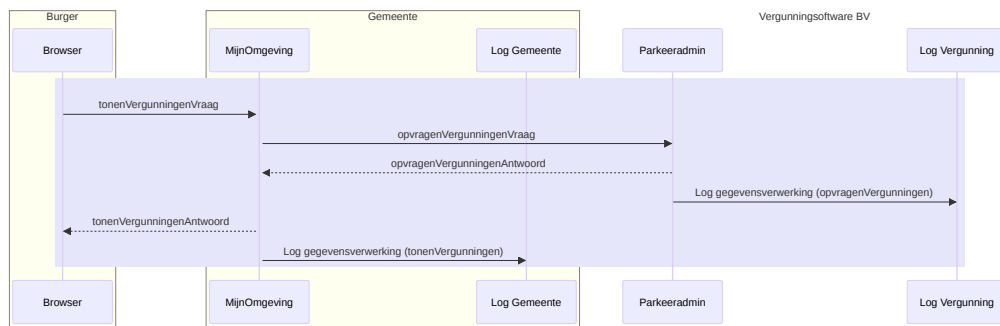 Burger
Gemeente
Vergunningsoftware BV
Browser
MijnOmgeving
Log Gemeente
Parkeeradmin
Log Vergunning
tonenVergunningenVraag
opvragenVergunningenVraag
opvragenVergunningenAntwoord
Log gegevensverwerking (opvragenVergunningen)
tonenVergunningenAntwoord
Log gegevensverwerking (tonenVergunningen)
Browser
MijnOmgeving
Log Gemeente
Parkeeradmin
Log Vergunning